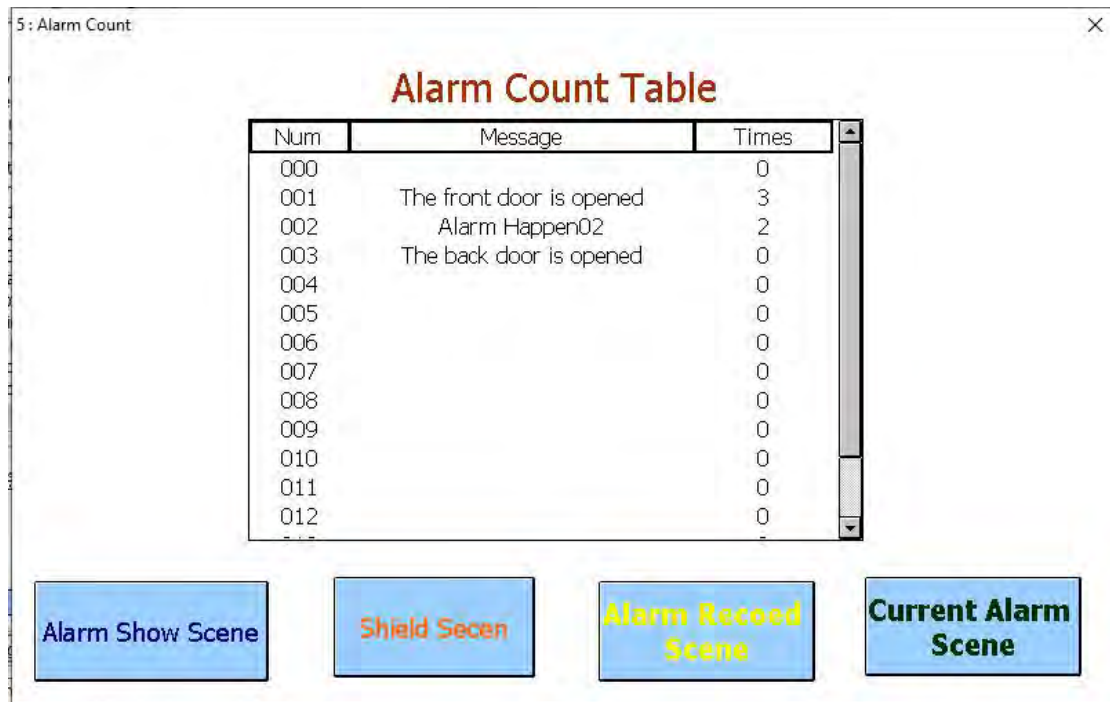 5 : Alarm Count
Alarm Count Table
Num Message Times
000 0
001 The front door is opened 3
002 Alarm Happen02 2
003 The back door is opened 0
004 0
005 0
006 0
007 0
008 0
009 0
010 0
011 0
012 0
Alarm Show Scene
Shield Secen
Alarm Recoed
Scene
Current Alarm
Scene